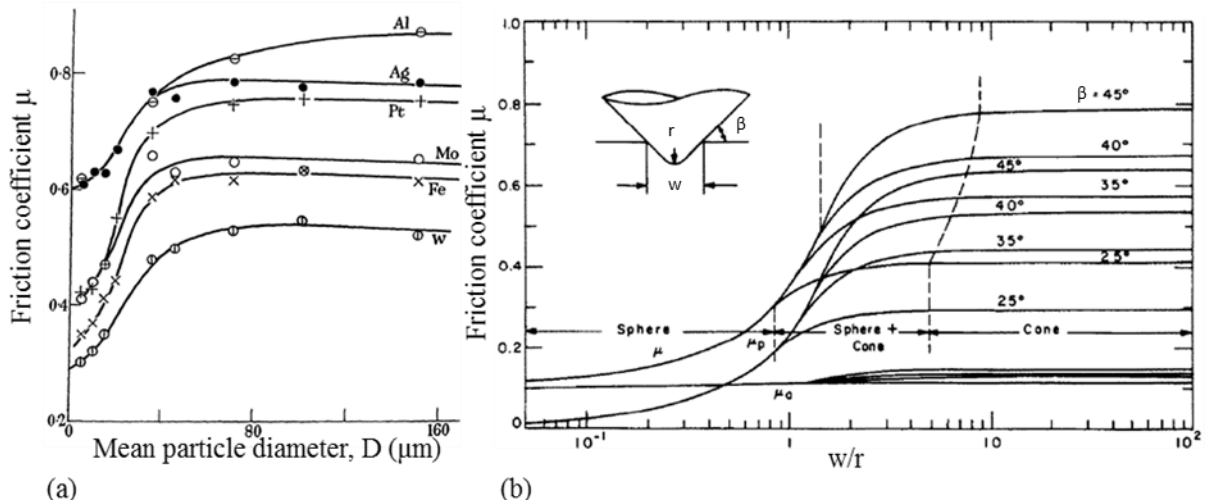 Friction coefficient μ
0·8
0·6
0·4
0·2
Al
Ag
Pt
Mo
Fe
W
0
80
160
Mean particle diameter, D (μm)
(a)
Friction coefficient μ
1.0
0.8
0.6
0.4
0.2
0
r
β
w
β = 45°
40°
45°
35°
40°
35°
25°
25°
Sphere
Sphere +
Cone
Cone
μ
μp
μa
10⁻¹
1
10
10²
w/r
(b)